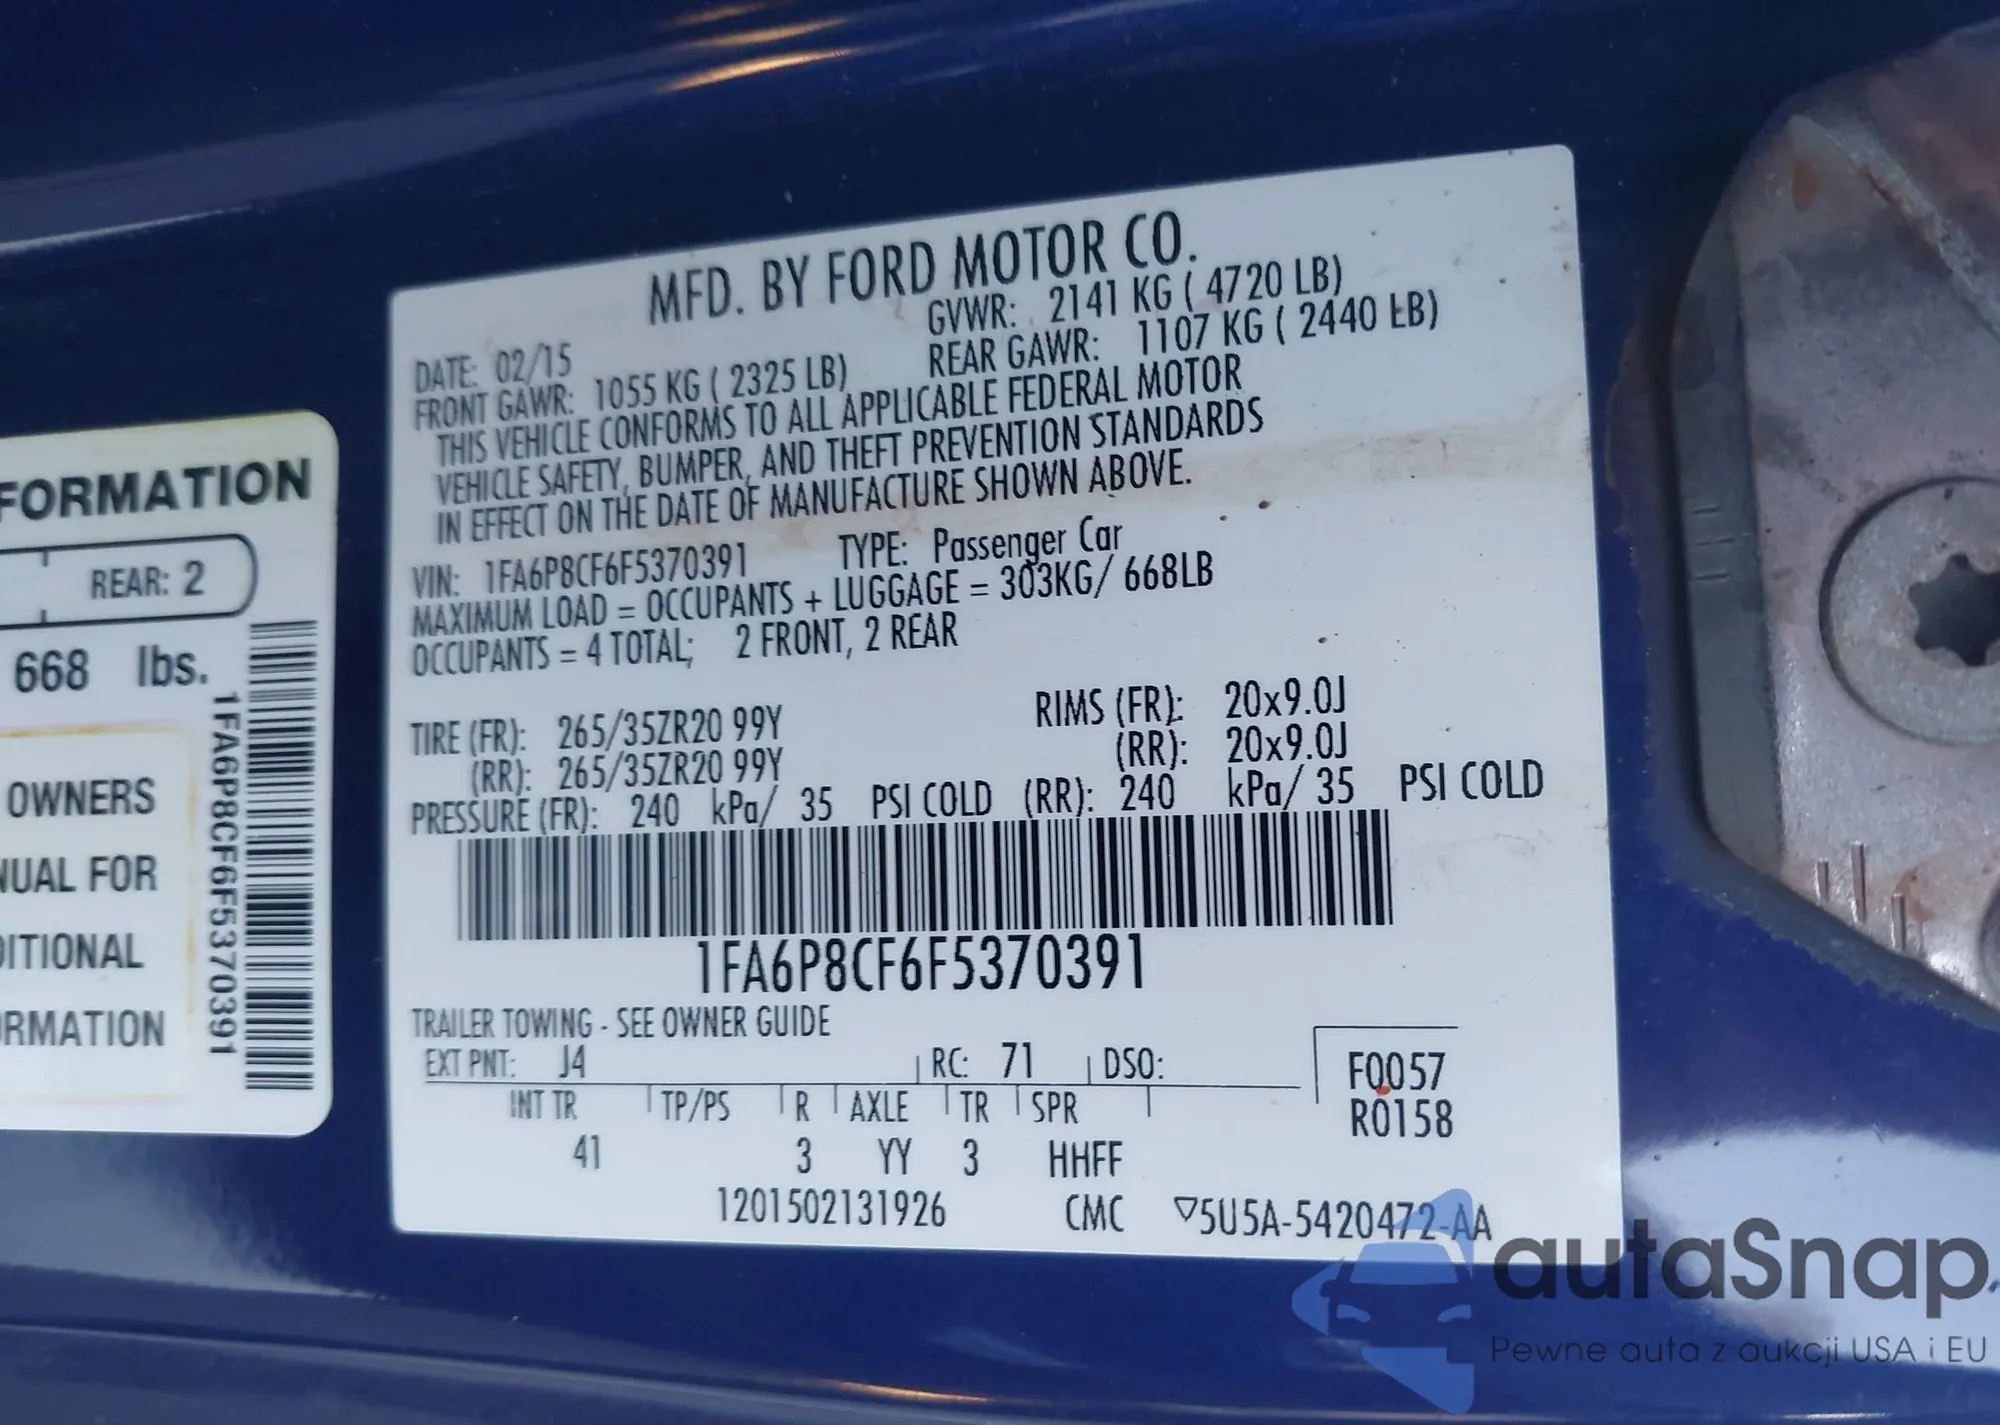 MFD. BY FORD MOTOR CO.
DATE: 02/15 GVWR: 2141 KG ( 4720 LB)
FRONT GAWR: 1055 KG ( 2325 LB) REAR GAWR: 1107 KG ( 2440 LB)
THIS VEHICLE CONFORMS TO ALL APPLICABLE FEDERAL MOTOR
VEHICLE SAFETY, BUMPER, AND THEFT PREVENTION STANDARDS
IN EFFECT ON THE DATE OF MANUFACTURE SHOWN ABOVE.
VIN: 1FA6P8CF6F5370391 TYPE: Passenger Car
MAXIMUM LOAD = OCCUPANTS + LUGGAGE = 303KG/ 668LB
OCCUPANTS = 4 TOTAL; 2 FRONT, 2 REAR
TIRE (FR): 265/35ZR20 99Y RIMS (FR): 20x9.0J
(RR): 265/35ZR20 99Y (RR): 20x9.0J
PRESSURE (FR): 240 kPa/ 35 PSI COLD (RR): 240 kPa/ 35 PSI COLD
1FA6P8CF6F5370391
TRAILER TOWING - SEE OWNER GUIDE
EXT PNT: J4 RC: 71 DSO:
INT TR TP/PS R AXLE TR SPR
41 3 YY 3 HHFF
F0057
R0158
1201502131926 CMC ▽5U5A-5420472-AA
FORMATION
REAR: 2
668 lbs.
OWNERS
NUAL FOR
DITIONAL
ORMATION
1FA6P8CF6F5370391
autaSnap.
Pewne auta z aukcji USA i EU